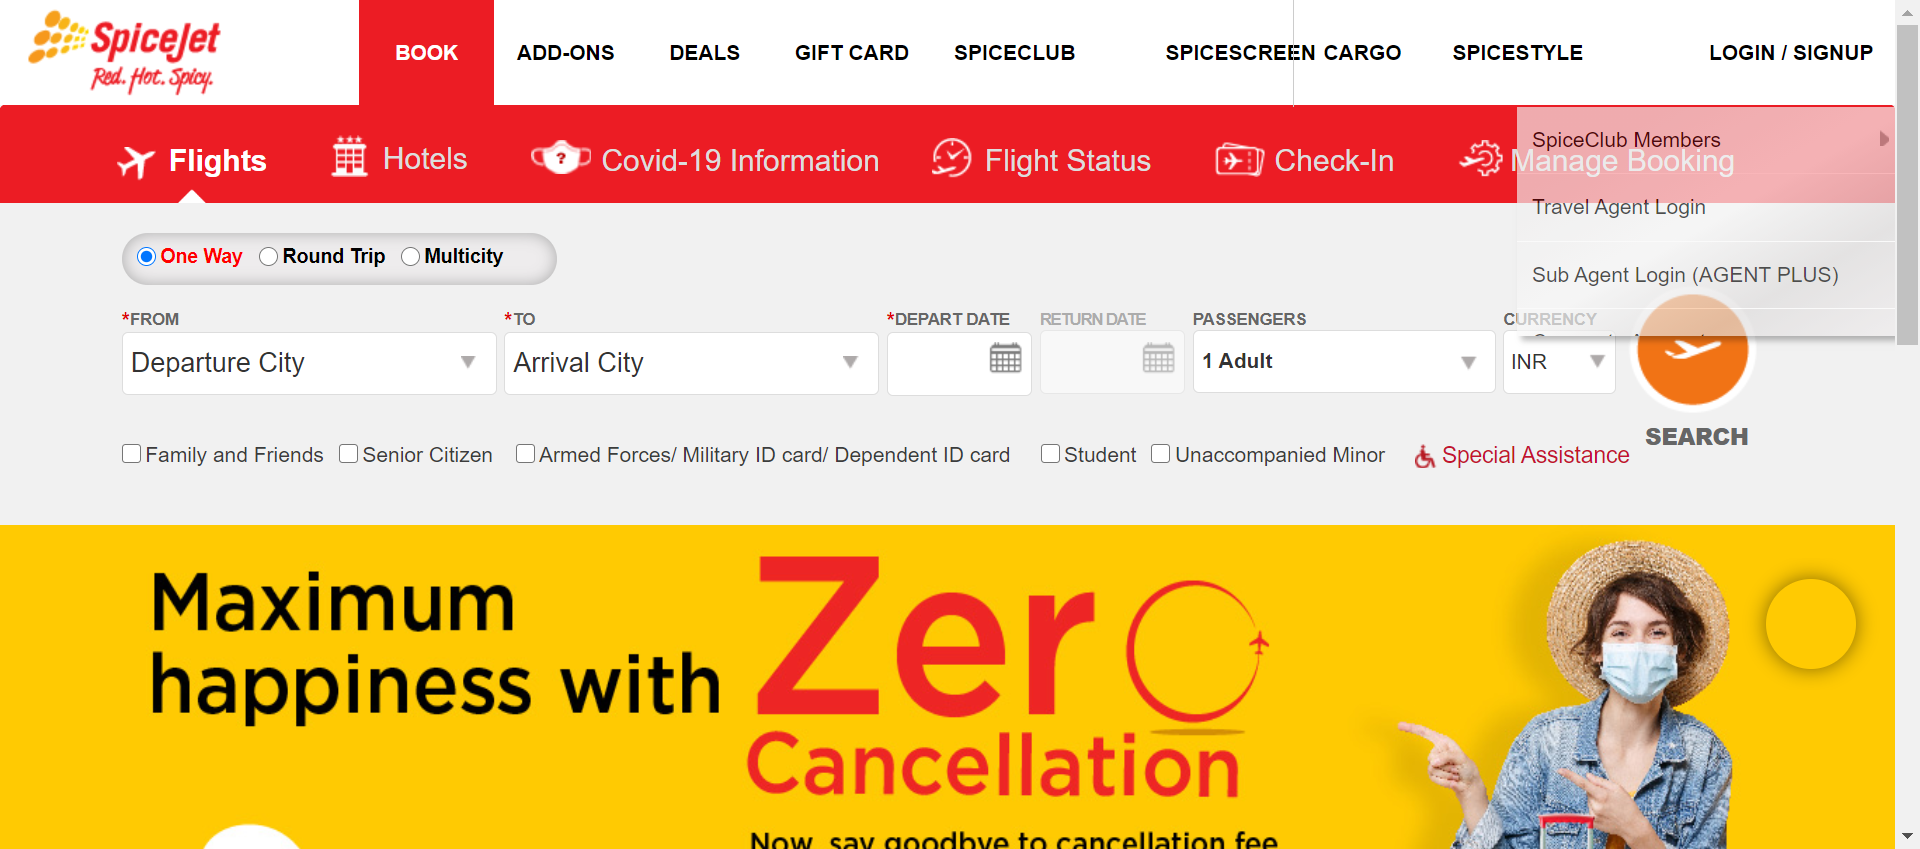 SpiceJet
Red. Hot. Spicy.
BOOK ADD-ONS DEALS GIFT CARD SPICECLUB SPICESCREEN CARGO SPICESTYLE LOGIN / SIGNUP
Flights Hotels Covid-19 Information Flight Status Check-In Manage Booking
SpiceClub Members
Travel Agent Login
Sub Agent Login (AGENT PLUS)
One Way Round Trip Multicity
*FROM *TO *DEPART DATE RETURN DATE PASSENGERS CURRENCY
Departure City Arrival City 1 Adult INR
SEARCH
Family and Friends Senior Citizen Armed Forces/ Military ID card/ Dependent ID card Student Unaccompanied Minor Special Assistance
Maximum
happiness with
Zero
Cancellation
Now, say goodbye to cancellation fee